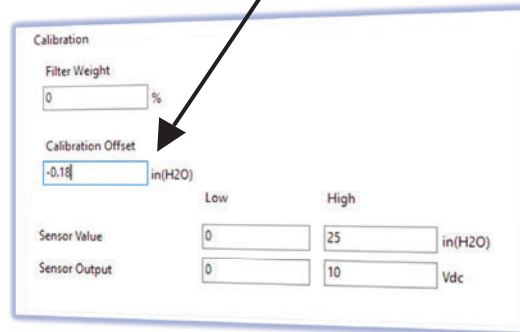 Calibration
Filter Weight
0 %
Calibration Offset
-0.18 in(H2O)
Low High
Sensor Value 0 25 in(H2O)
Sensor Output 0 10 Vdc